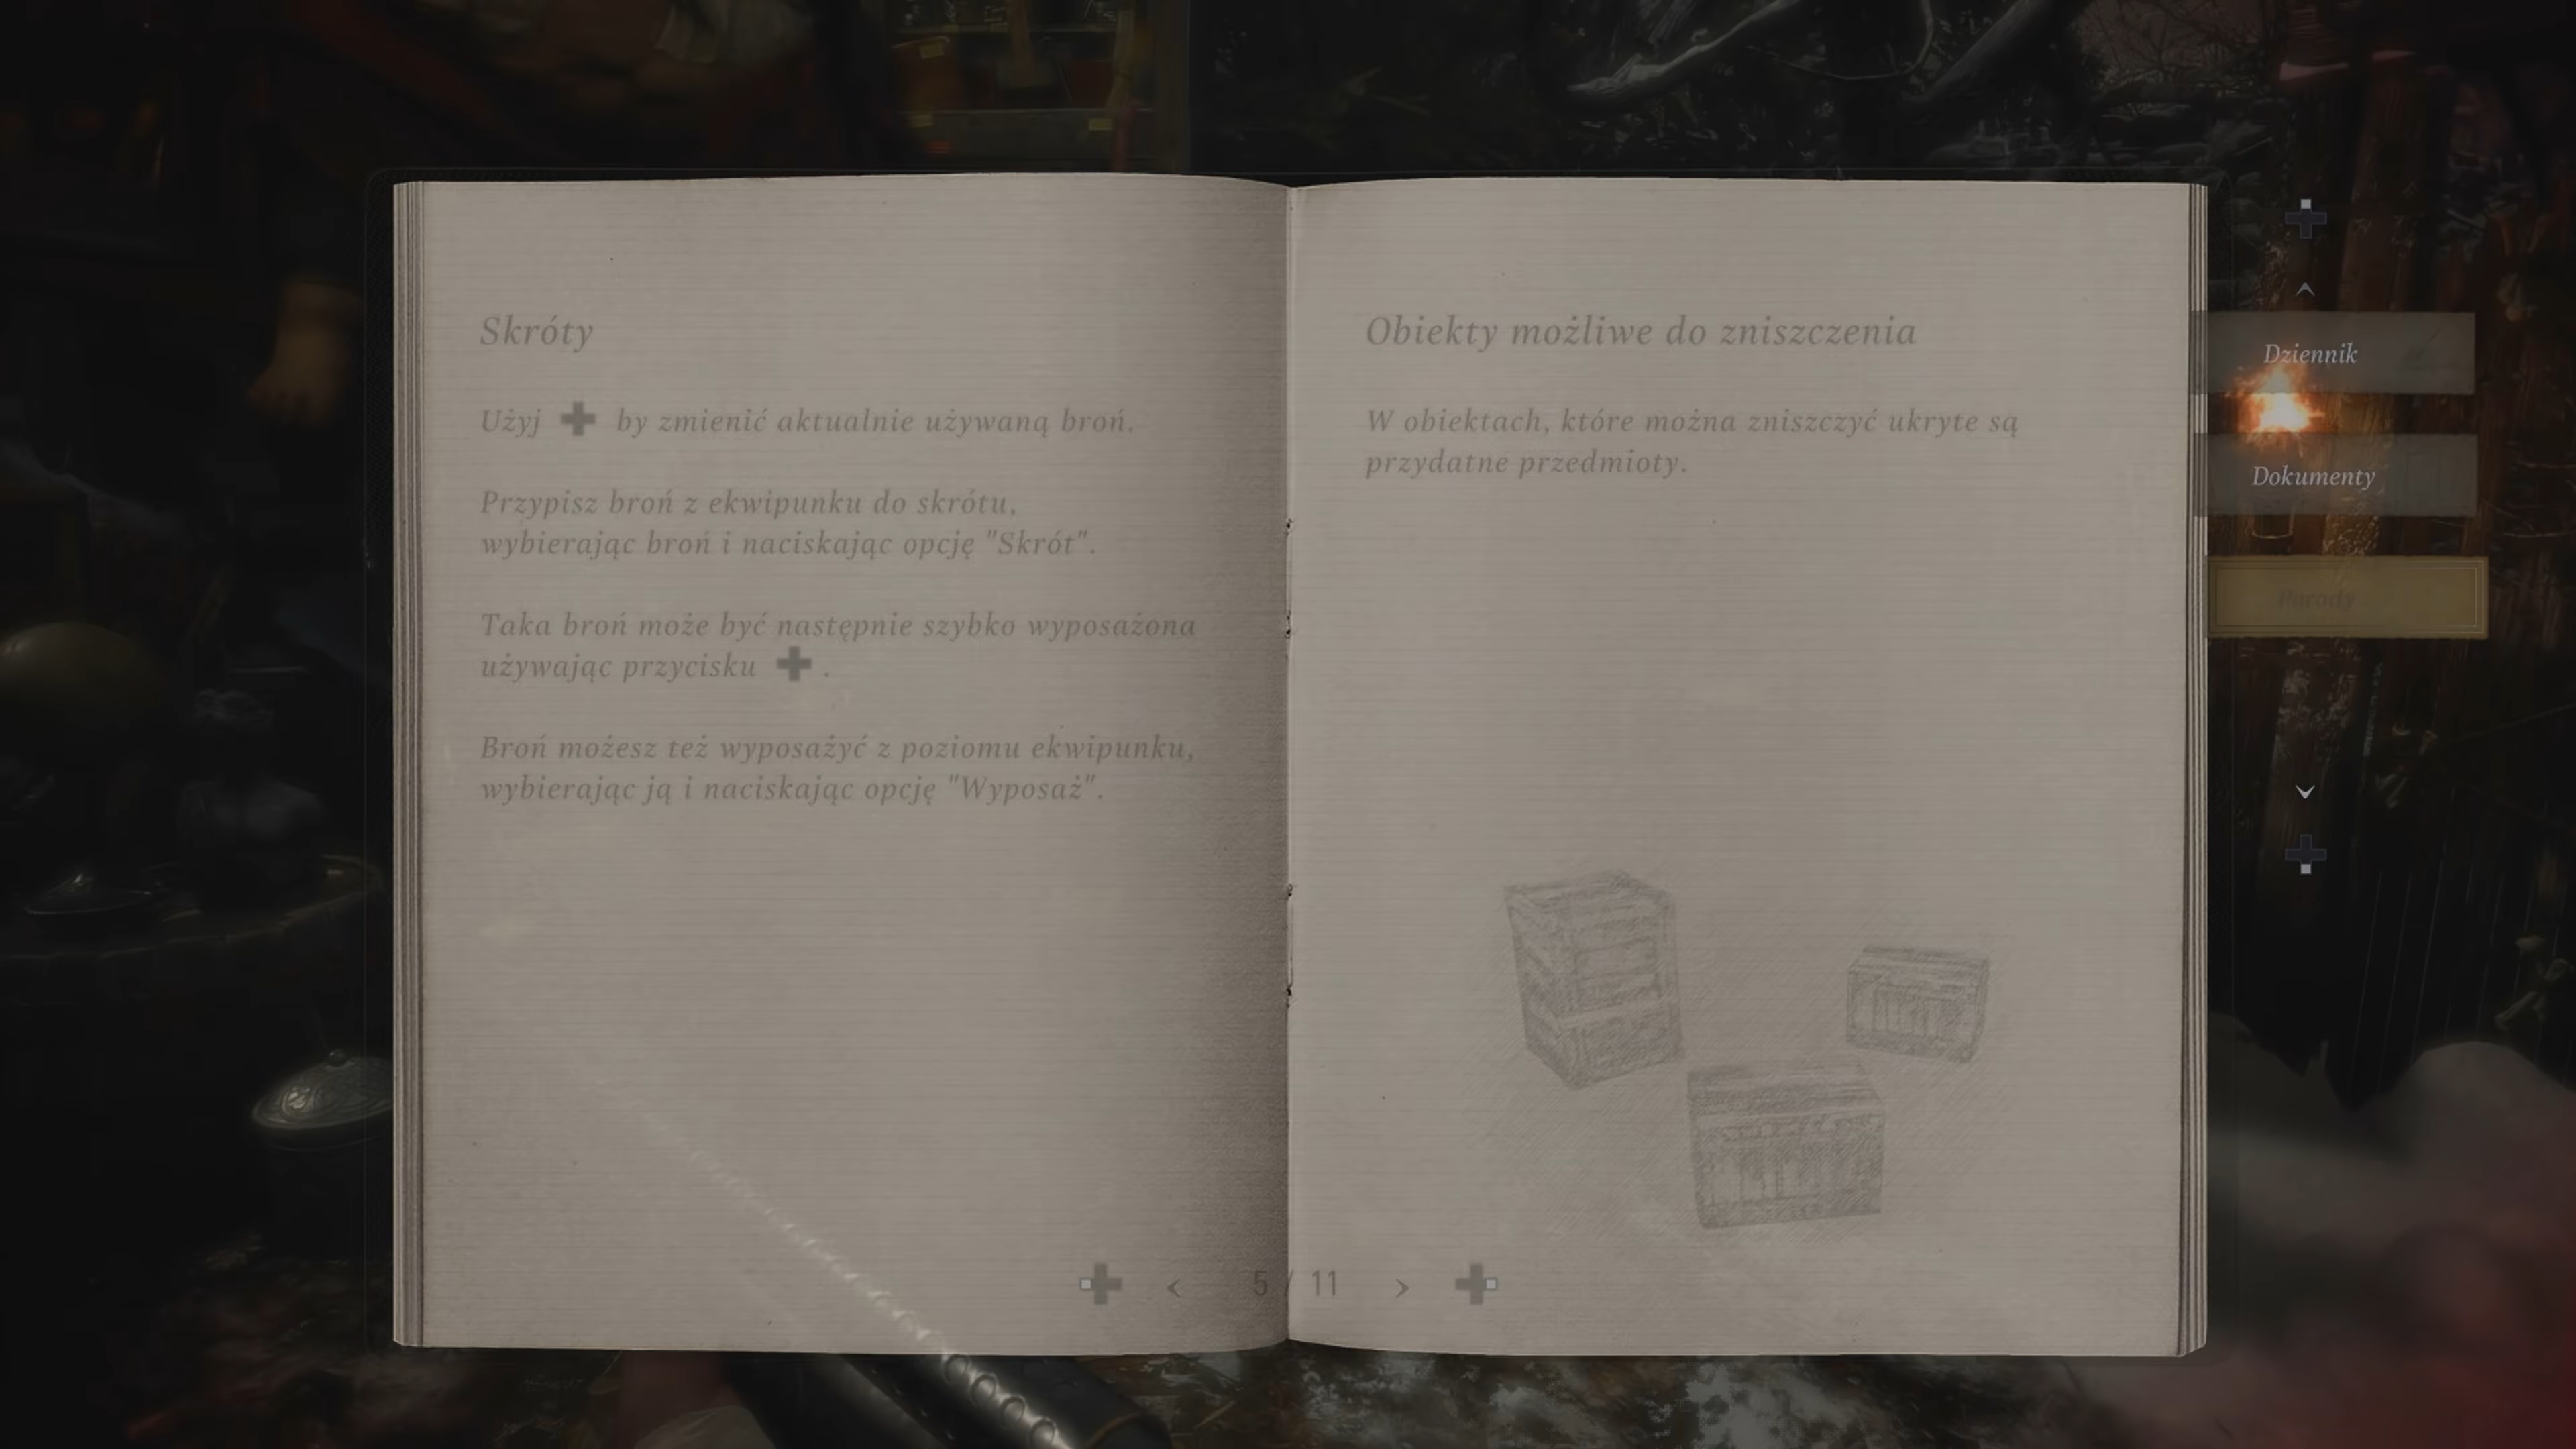 Skróty
Użyj by zmienić aktualnie używaną broń.
Przypisz broń z ekwipunku do skrótu,
wybierając broń i naciskając opcję "Skrót".
Taka broń może być następnie szybko wyposażona
używając przycisku .
Broń możesz też wyposażyć z poziomu ekwipunku,
wybierając ją i naciskając opcję "Wyposaż".
Obiekty możliwe do zniszczenia
W obiektach, które można zniszczyć ukryte są
przydatne przedmioty.
5 / 11
Dziennik
Dokumenty
Porady